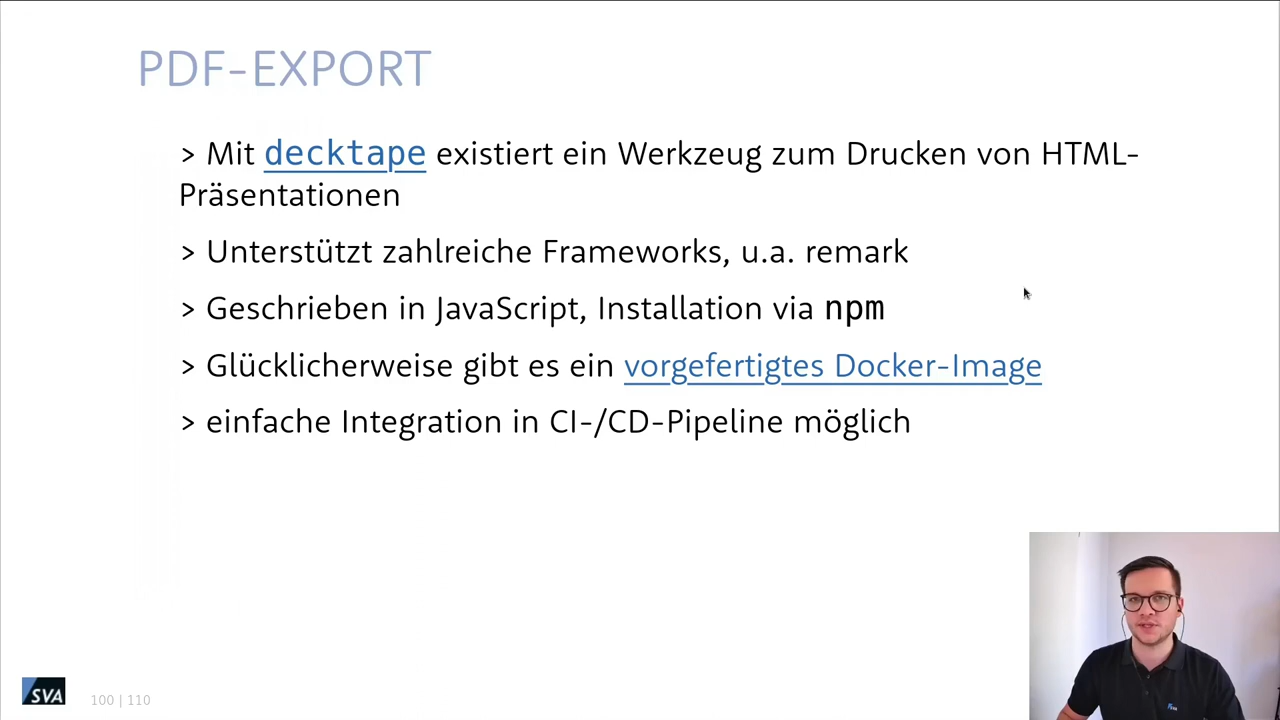 PDF-EXPORT
> Mit decktape existiert ein Werkzeug zum Drucken von HTML-
Präsentationen
> Unterstützt zahlreiche Frameworks, u.a. remark
> Geschrieben in JavaScript, Installation via npm
> Glücklicherweise gibt es ein vorgefertigtes Docker-Image
> einfache Integration in CI-/CD-Pipeline möglich
SVA
100 | 110